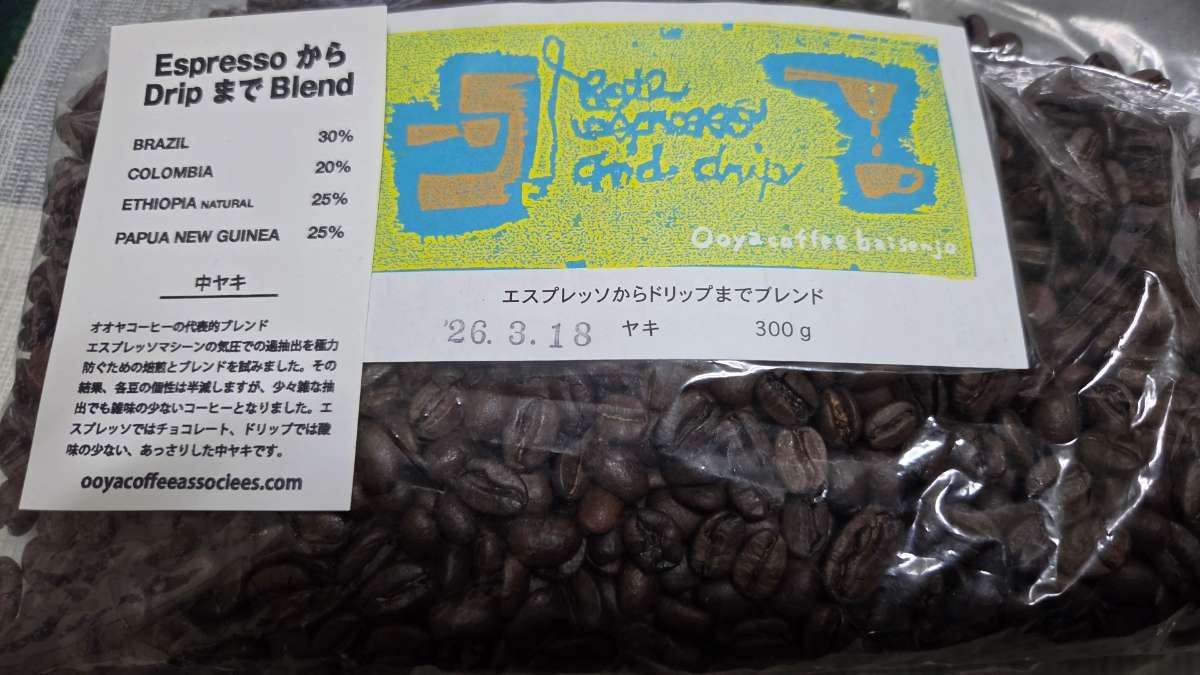 Espresso から
Drip まで Blend
BRAZIL 30%
COLOMBIA 20%
ETHIOPIA NATURAL 25%
PAPUA NEW GUINEA 25%
中ヤキ
オオヤコーヒーの代表的ブレンド
エスプレッソマシーンの気圧での過抽出を極力
防ぐための焙煎とブレンドを試みました。その
結果、各豆の個性は半減しますが、少々雑な抽
出でも雑味の少ないコーヒーとなりました。エ
スプレッソではチョコレート、ドリップでは酸
味の少ない、あっさりした中ヤキです。
ooyacoffeeassociees.com
and drip
Ooyacoffee baisenjo
エスプレッソからドリップまでブレンド
'26. 3. 18 ヤキ 300g